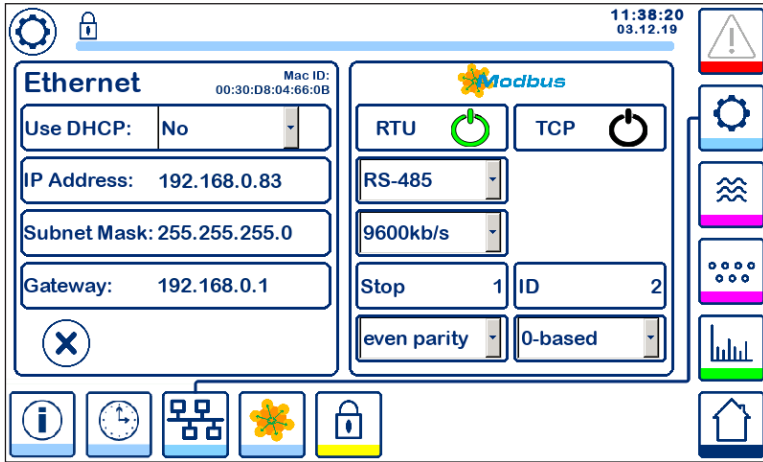 11:38:20
03.12.19
Ethernet
Mac ID:
00:30:D8:04:66:0B
Use DHCP: No
IP Address: 192.168.0.83
Subnet Mask: 255.255.255.0
Gateway: 192.168.0.1
Modbus
RTU TCP
RS-485
9600kb/s
Stop 1 ID 2
even parity 0-based